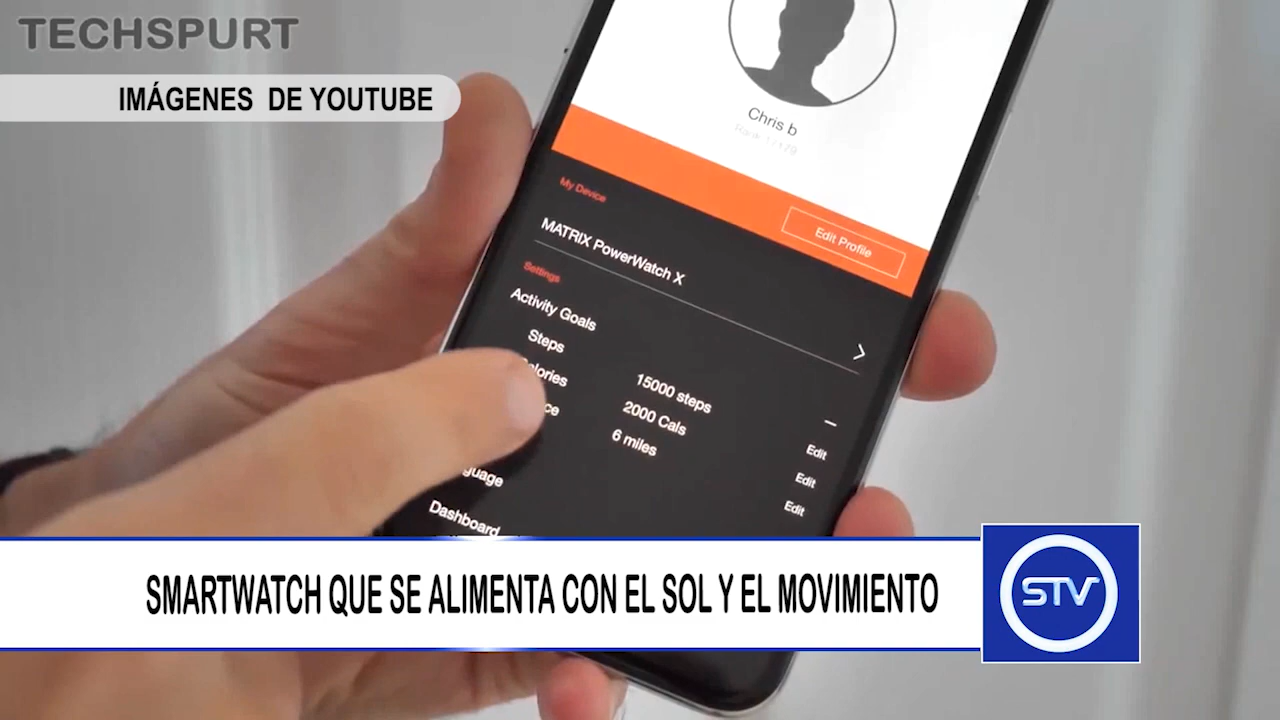 TECHSPURT
IMÁGENES DE YOUTUBE
Chris b
My Device
Edit Profile
MATRIX PowerWatch X
Settings
Activity Goals
Steps
15000 steps
Edit
2000 Cals
Edit
6 miles
Edit
Dashboard
SMARTWATCH QUE SE ALIMENTA CON EL SOL Y EL MOVIMIENTO
STV